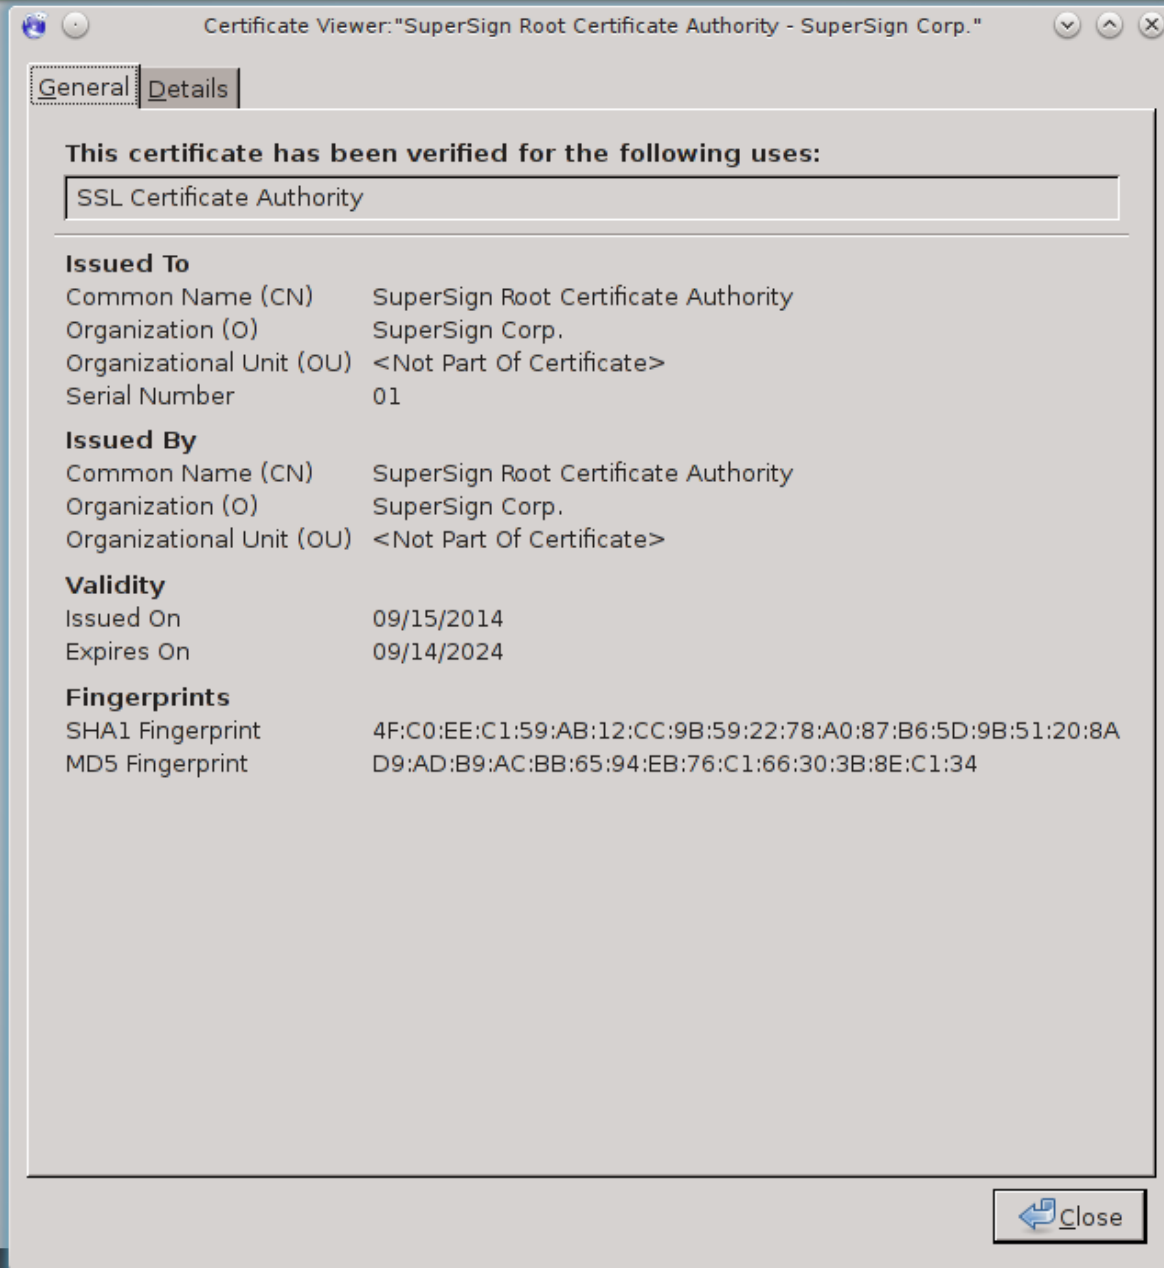 Certificate Viewer:"SuperSign Root Certificate Authority - SuperSign Corp."
General Details
This certificate has been verified for the following uses:
SSL Certificate Authority
Issued To
Common Name (CN) SuperSign Root Certificate Authority
Organization (O) SuperSign Corp.
Organizational Unit (OU) <Not Part Of Certificate>
Serial Number 01
Issued By
Common Name (CN) SuperSign Root Certificate Authority
Organization (O) SuperSign Corp.
Organizational Unit (OU) <Not Part Of Certificate>
Validity
Issued On 09/15/2014
Expires On 09/14/2024
Fingerprints
SHA1 Fingerprint 4F:C0:EE:C1:59:AB:12:CC:9B:59:22:78:A0:87:B6:5D:9B:51:20:8A
MD5 Fingerprint D9:AD:B9:AC:BB:65:94:EB:76:C1:66:30:3B:8E:C1:34
Close